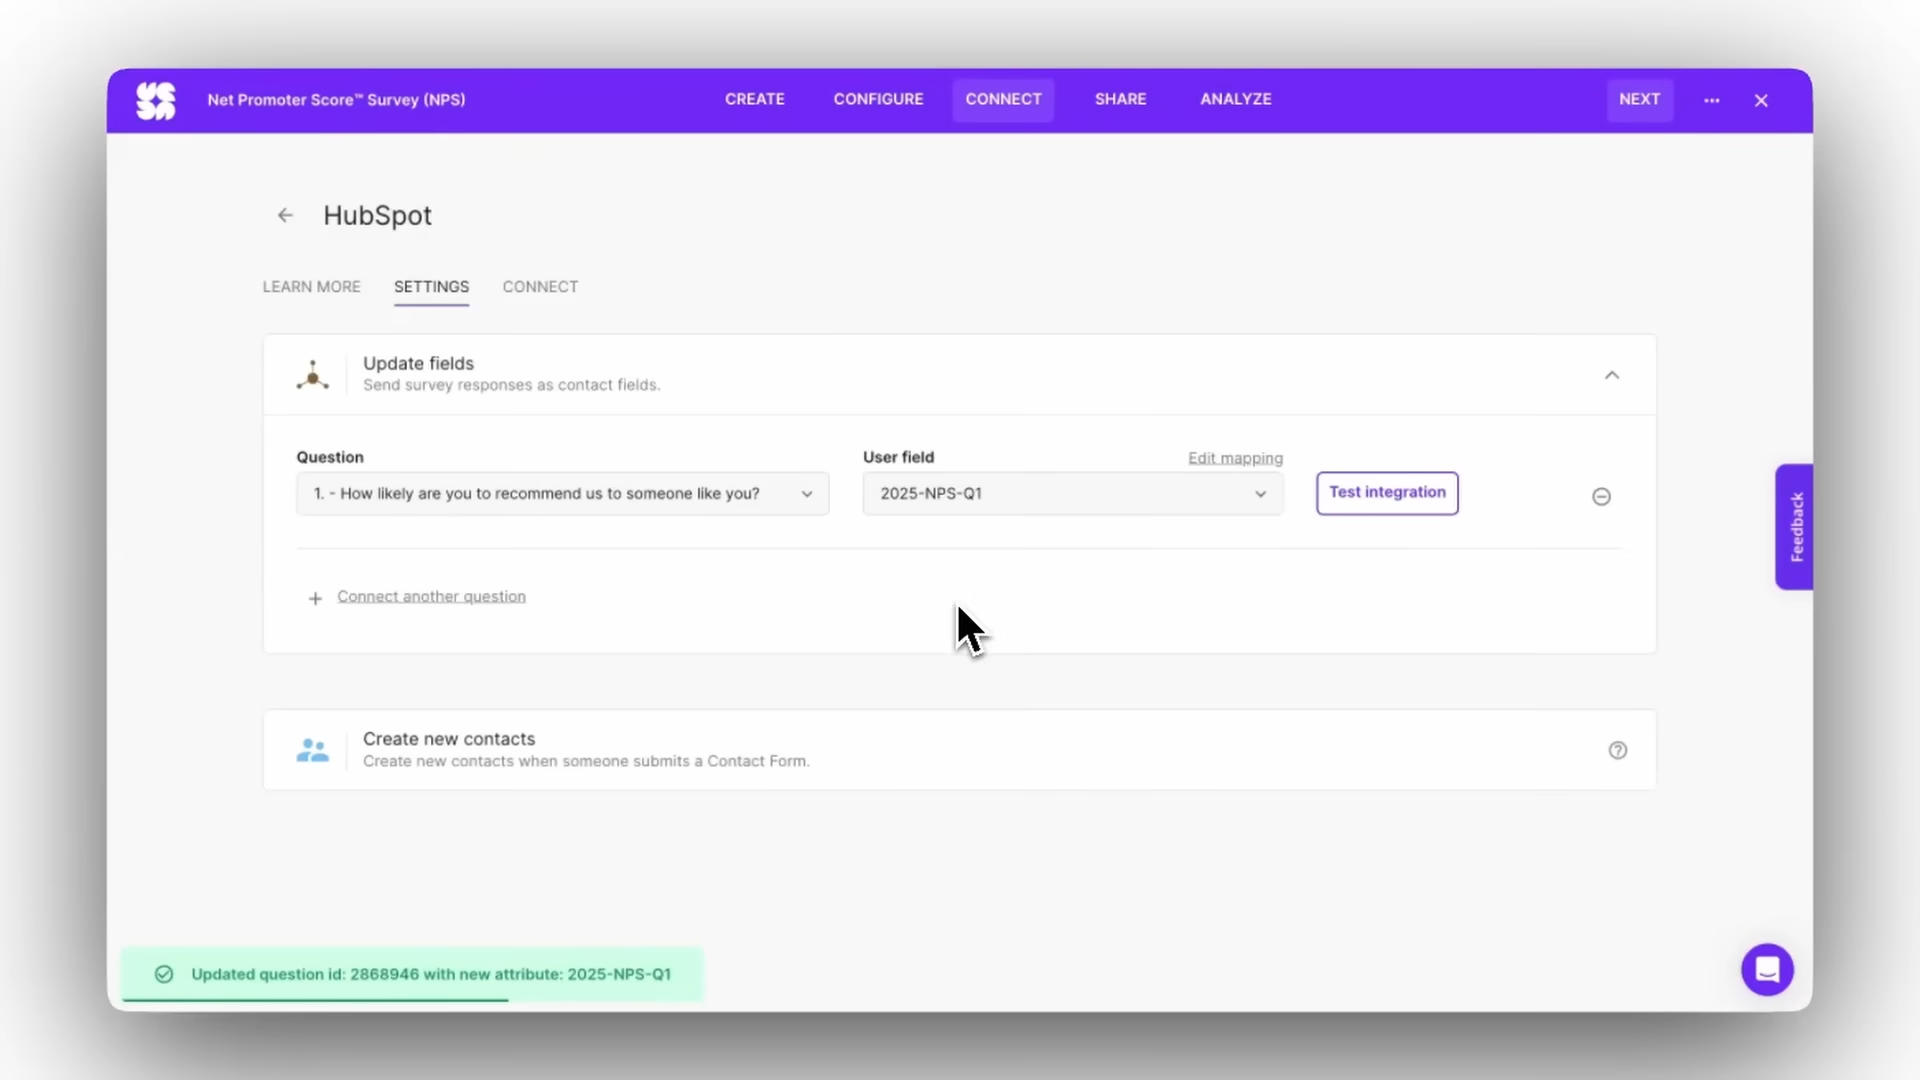 Net Promoter Score™ Survey (NPS)
CREATE
CONFIGURE
CONNECT
SHARE
ANALYZE
NEXT
HubSpot
LEARN MORE
SETTINGS
CONNECT
Update fields
Send survey responses as contact fields.
Question
User field
Edit mapping
1. - How likely are you to recommend us to someone like you?
2025-NPS-Q1
Test integration
Connect another question
Feedback
Create new contacts
Create new contacts when someone submits a Contact Form.
Updated question id: 2868946 with new attribute: 2025-NPS-Q1